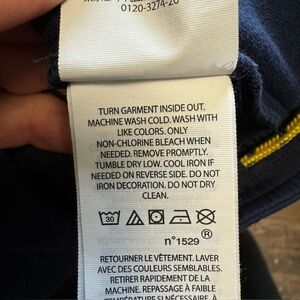 0120-3274-20
TURN GARMENT INSIDE OUT.
MACHINE WASH COLD. WASH WITH
LIKE COLORS. ONLY
NON-CHLORINE BLEACH WHEN
NEEDED. REMOVE PROMPTLY.
TUMBLE DRY LOW. COOL IRON IF
NEEDED ON REVERSE SIDE. DO NOT
IRON DECORATION. DO NOT DRY
CLEAN.
30
n°1529 ®
RETOURNER LE VÊTEMENT. LAVER
AVEC DES COULEURS SEMBLABLES.
RETIRER RAPIDEMENT DE LA
MACHINE. REPASSAGE À FAIBLE
TEMPÉRATURE SI NÉCESSAIRE, À